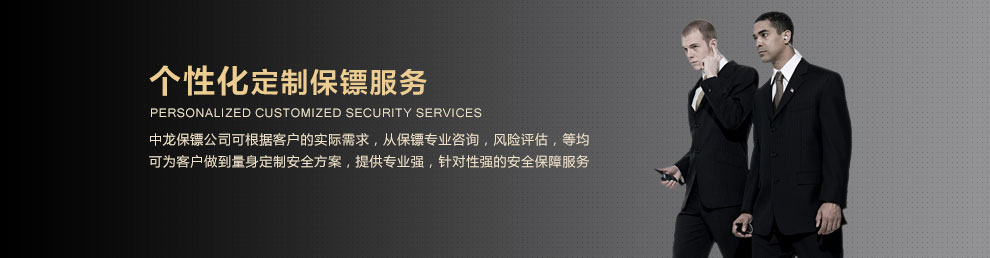 个性化定制保镖服务
PERSONALIZED CUSTOMIZED SECURITY SERVICES
中龙保镖公司可根据客户的实际需求，从保镖专业咨询，风险评估，等均
可为客户做到量身定制安全方案，提供专业强，针对性强的安全保障服务